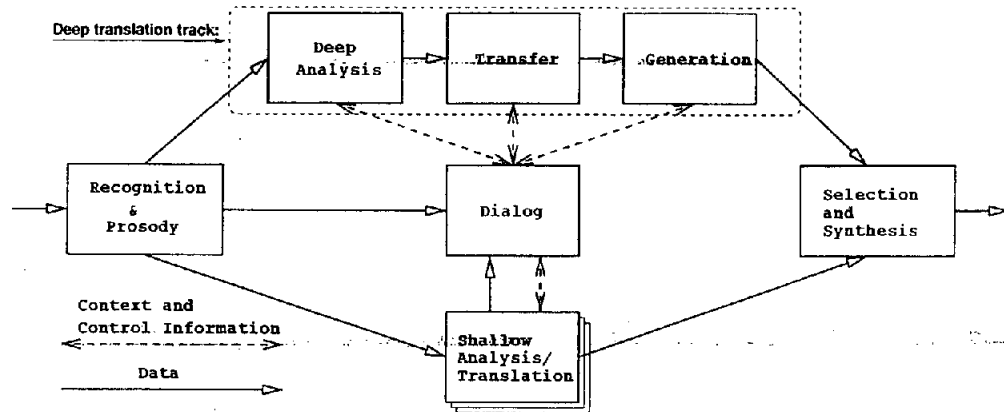 Deep translation track:
Deep
Analysis
Transfer
Generation
Recognition
&
Prosody
Dialog
Selection
and
Synthesis
Context and
Control Information
Data
Shallow
Analysis/
Translation